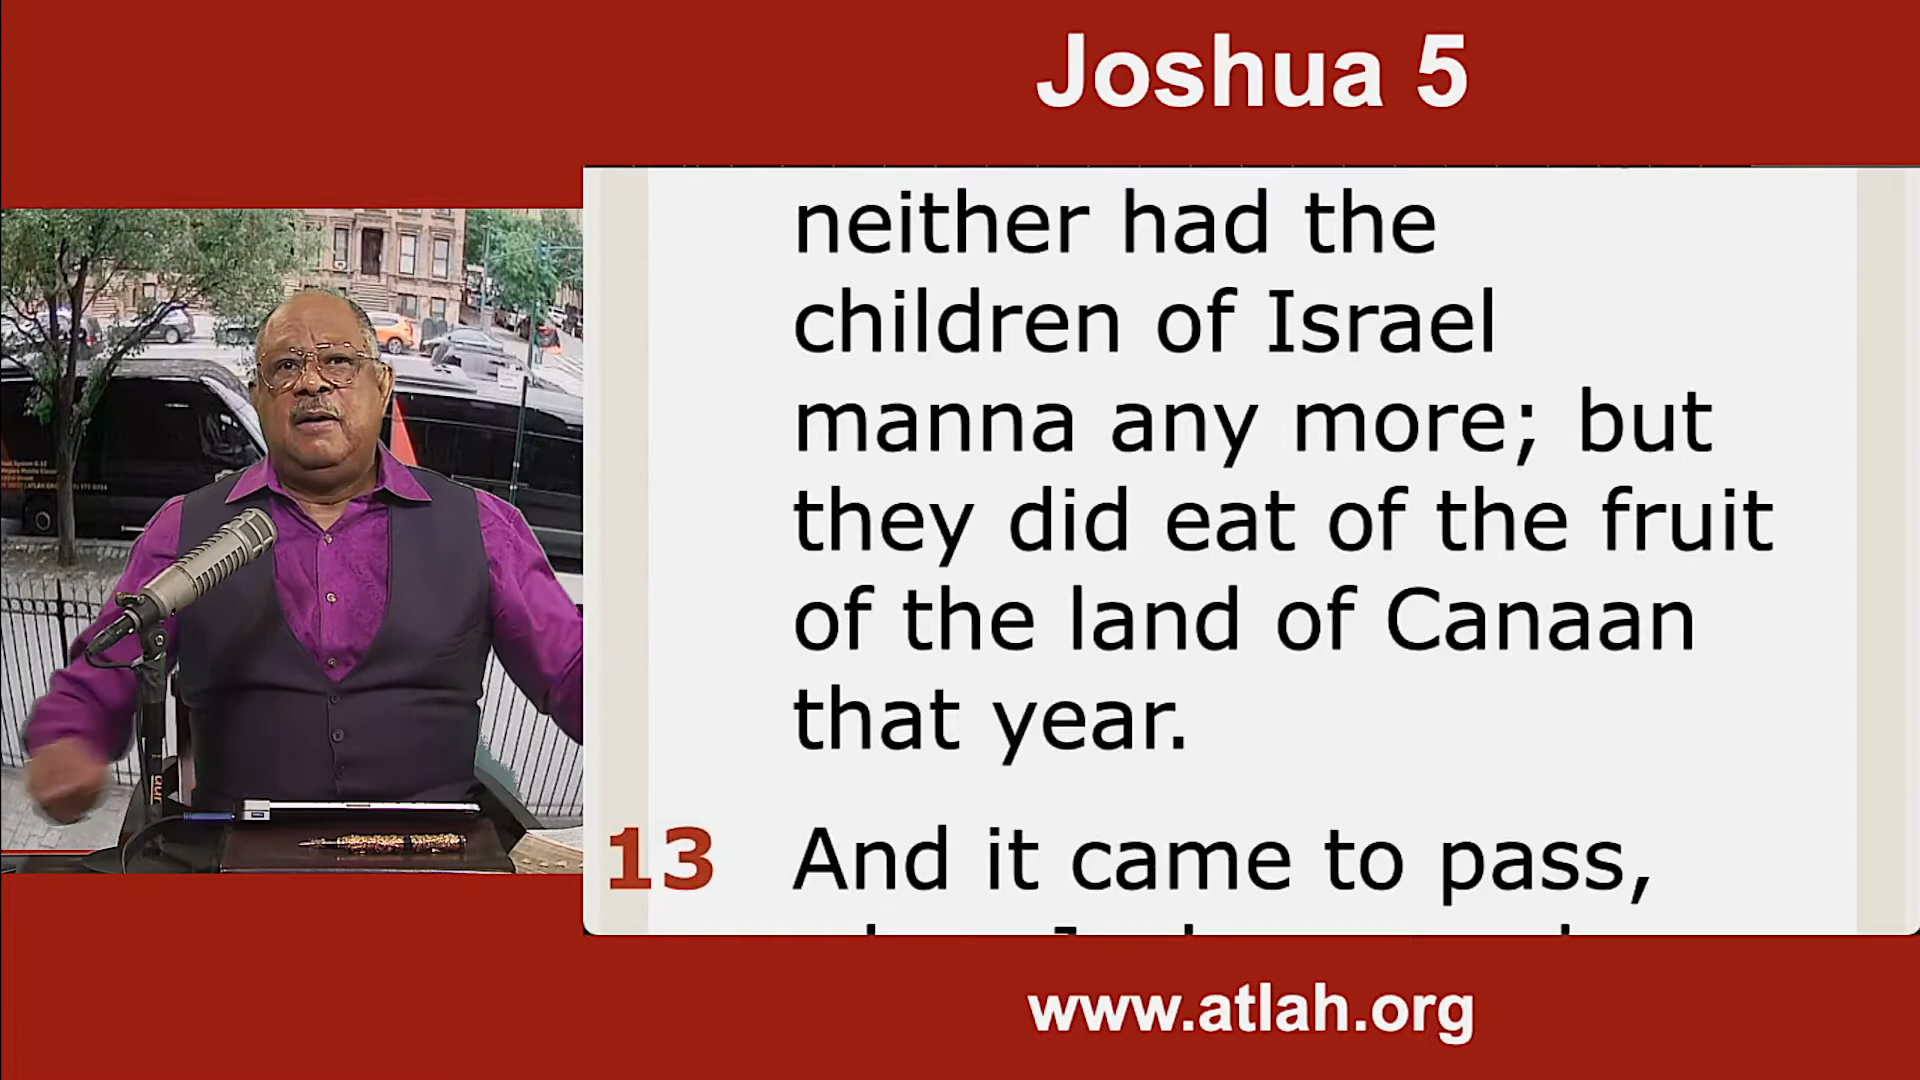 Joshua 5
neither had the
children of Israel
manna any more; but
they did eat of the fruit
of the land of Canaan
that year.
13 And it came to pass,
www.atlah.org